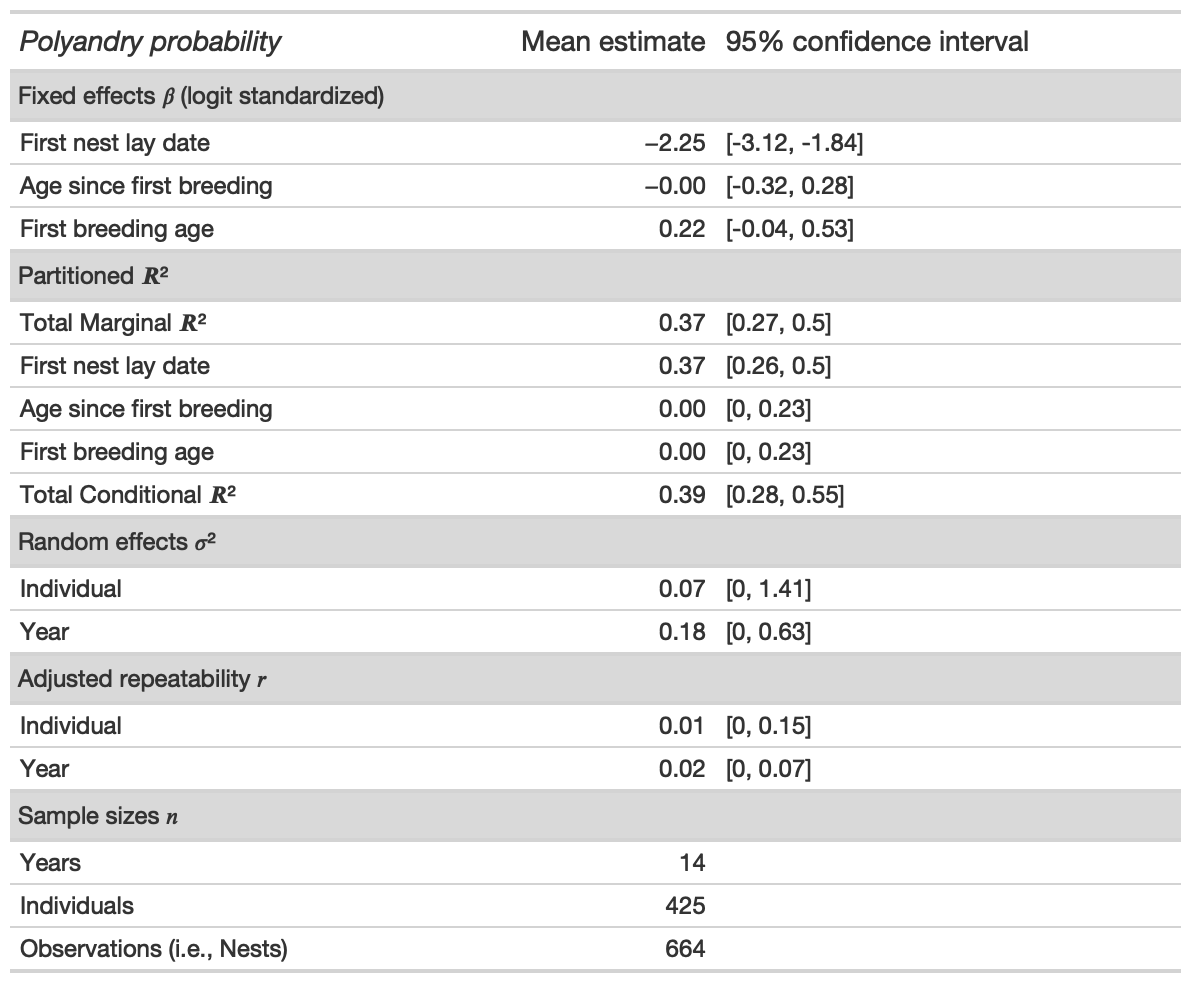 Polyandry probability Mean estimate 95% confidence interval
Fixed effects β (logit standardized)
First nest lay date −2.25 [-3.12, -1.84]
Age since first breeding −0.00 [-0.32, 0.28]
First breeding age 0.22 [-0.04, 0.53]
Partitioned R²
Total Marginal R² 0.37 [0.27, 0.5]
First nest lay date 0.37 [0.26, 0.5]
Age since first breeding 0.00 [0, 0.23]
First breeding age 0.00 [0, 0.23]
Total Conditional R² 0.39 [0.28, 0.55]
Random effects σ²
Individual 0.07 [0, 1.41]
Year 0.18 [0, 0.63]
Adjusted repeatability r
Individual 0.01 [0, 0.15]
Year 0.02 [0, 0.07]
Sample sizes n
Years 14
Individuals 425
Observations (i.e., Nests) 664